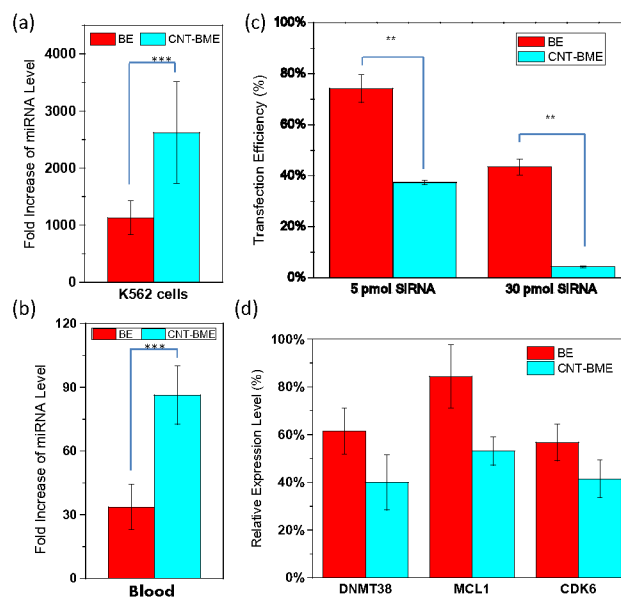 (a)
BE CNT-BME
***
Fold Increase of miRNA Level
4000
3000
2000
1000
0
K562 cells
(b)
BE CNT-BME
***
Fold Increase of miRNA Level
120
90
60
30
0
Blood
(c)
BE
CNT-BME
**
**
Transfection Efficiency (%)
100%
80%
60%
40%
20%
0%
5 pmol SIRNA
30 pmol SIRNA
(d)
BE
CNT-BME
Relative Expression Level (%)
100%
80%
60%
40%
20%
0%
DNMT38
MCL1
CDK6